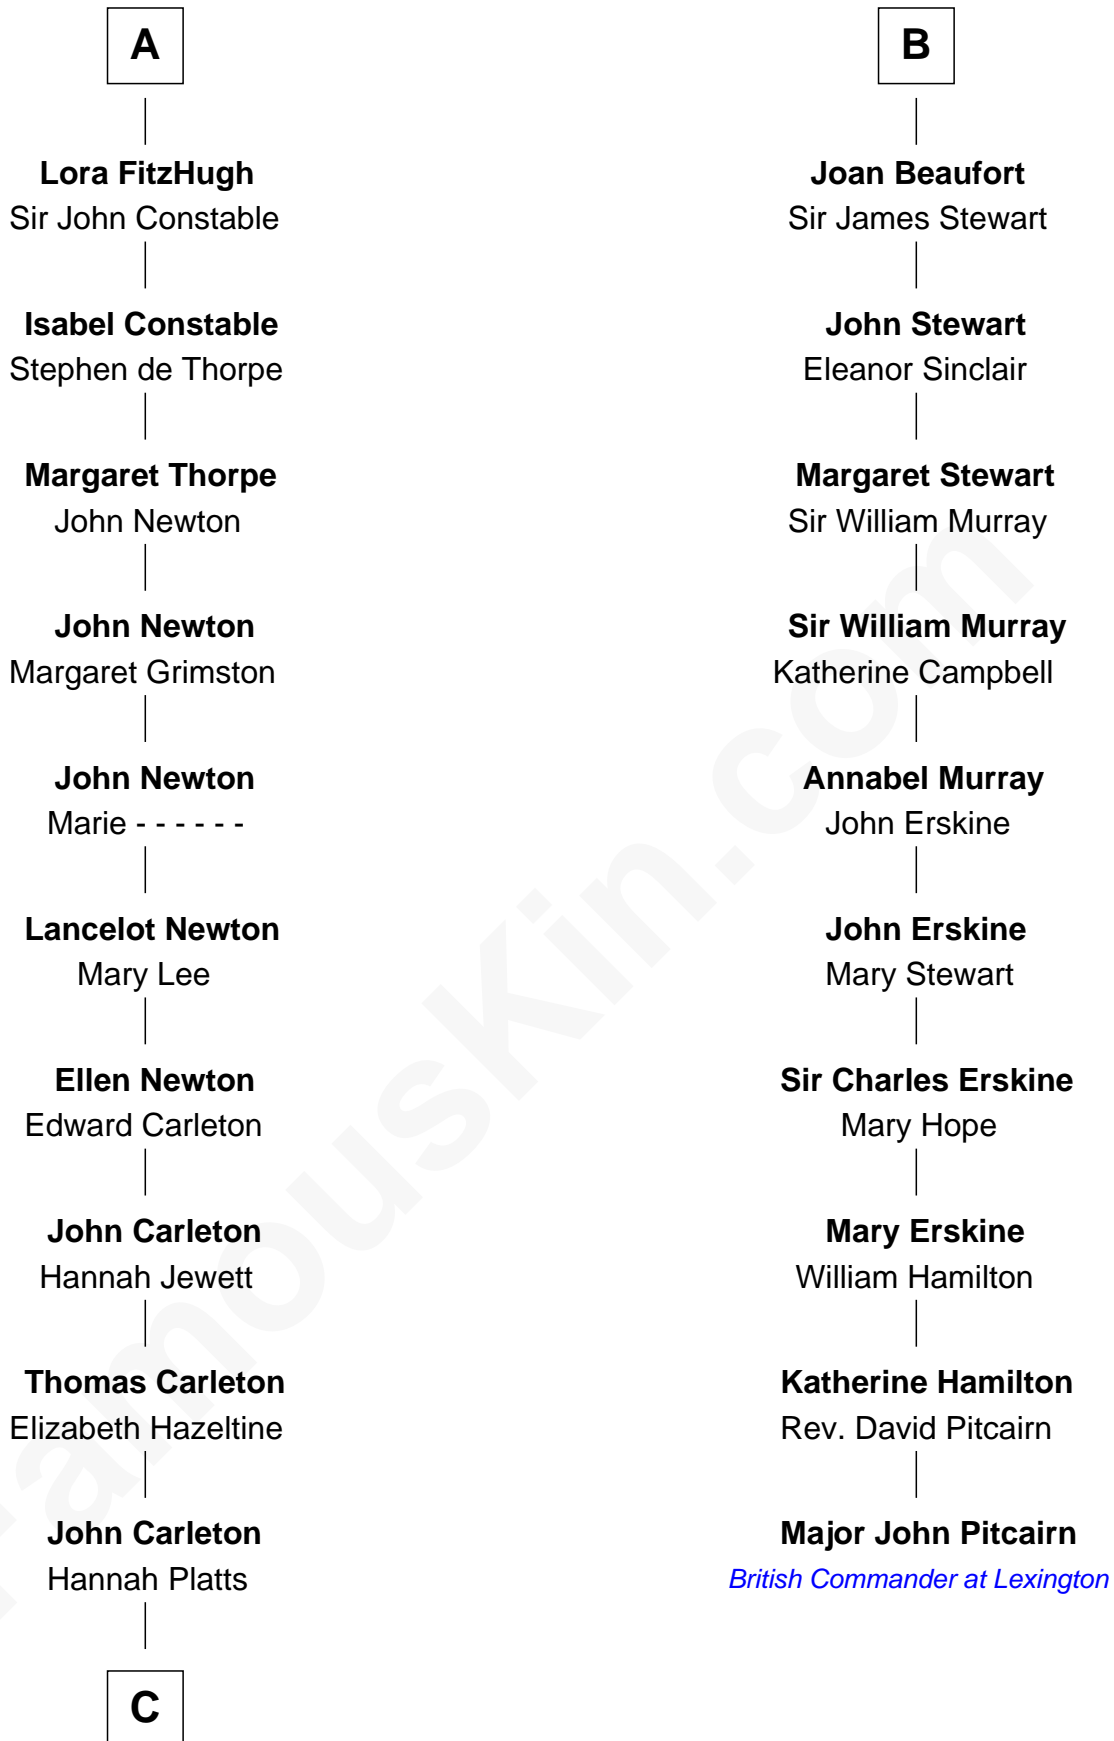 A
Lora FitzHugh
Sir John Constable
Isabel Constable
Stephen de Thorpe
Margaret Thorpe
John Newton
John Newton
Margaret Grimston
John Newton
Marie - - - - - -
Lancelot Newton
Mary Lee
Ellen Newton
Edward Carleton
John Carleton
Hannah Jewett
Thomas Carleton
Elizabeth Hazeltine
John Carleton
Hannah Platts
C
B
Joan Beaufort
Sir James Stewart
John Stewart
Eleanor Sinclair
Margaret Stewart
Sir William Murray
Sir William Murray
Katherine Campbell
Annabel Murray
John Erskine
John Erskine
Mary Stewart
Sir Charles Erskine
Mary Hope
Mary Erskine
William Hamilton
Katherine Hamilton
Rev. David Pitcairn
Major John Pitcairn
British Commander at Lexington
FamousKin.com